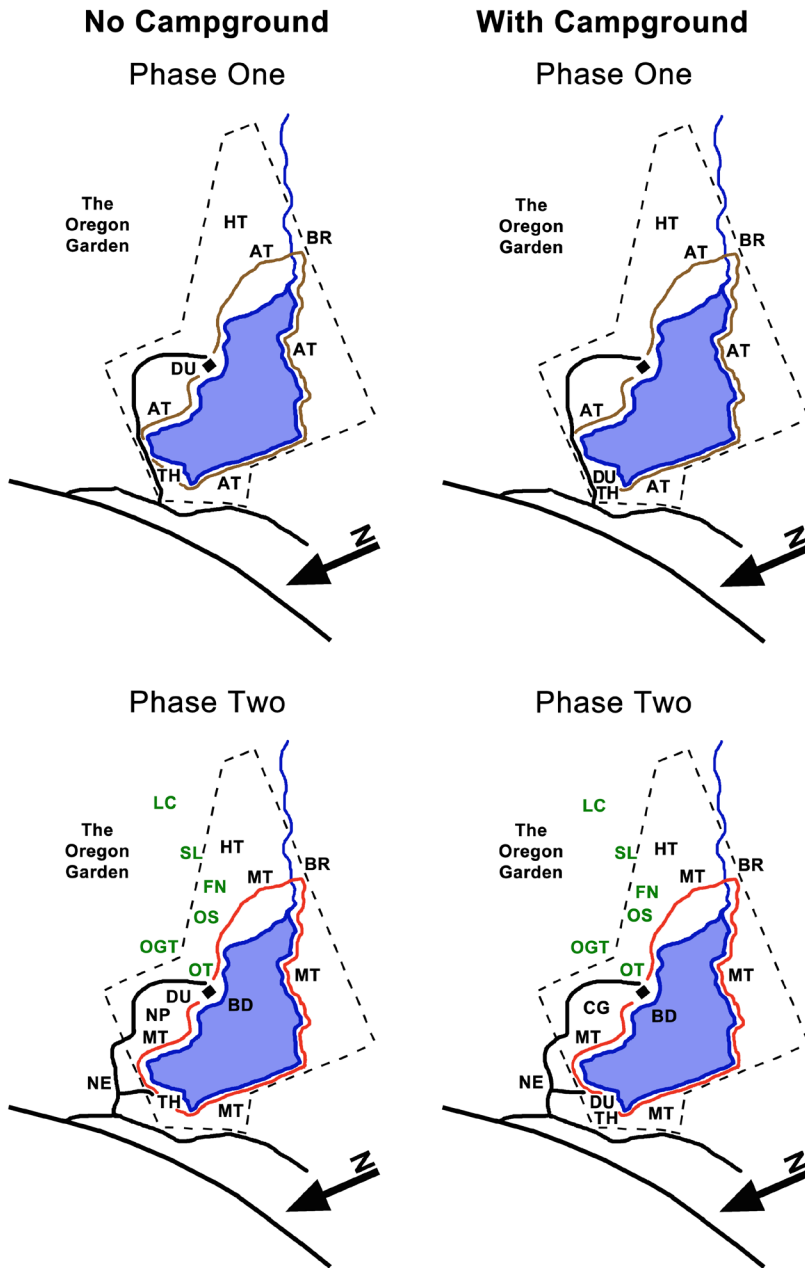 No Campground
With Campground
Phase One
Phase One
The
Oregon
Garden
HT
AT
BR
DU
AT
AT
TH
AT
N
The
Oregon
Garden
HT
AT
BR
AT
AT
DU
TH
AT
N
Phase Two
Phase Two
LC
The
Oregon
Garden
SL
HT
BR
FN
MT
OS
OGT
OT
DU
BD
MT
NP
MT
NE
TH
MT
N
LC
The
Oregon
Garden
SL
HT
BR
FN
MT
OS
OGT
OT
CG
BD
MT
MT
NE
DU
TH
MT
N